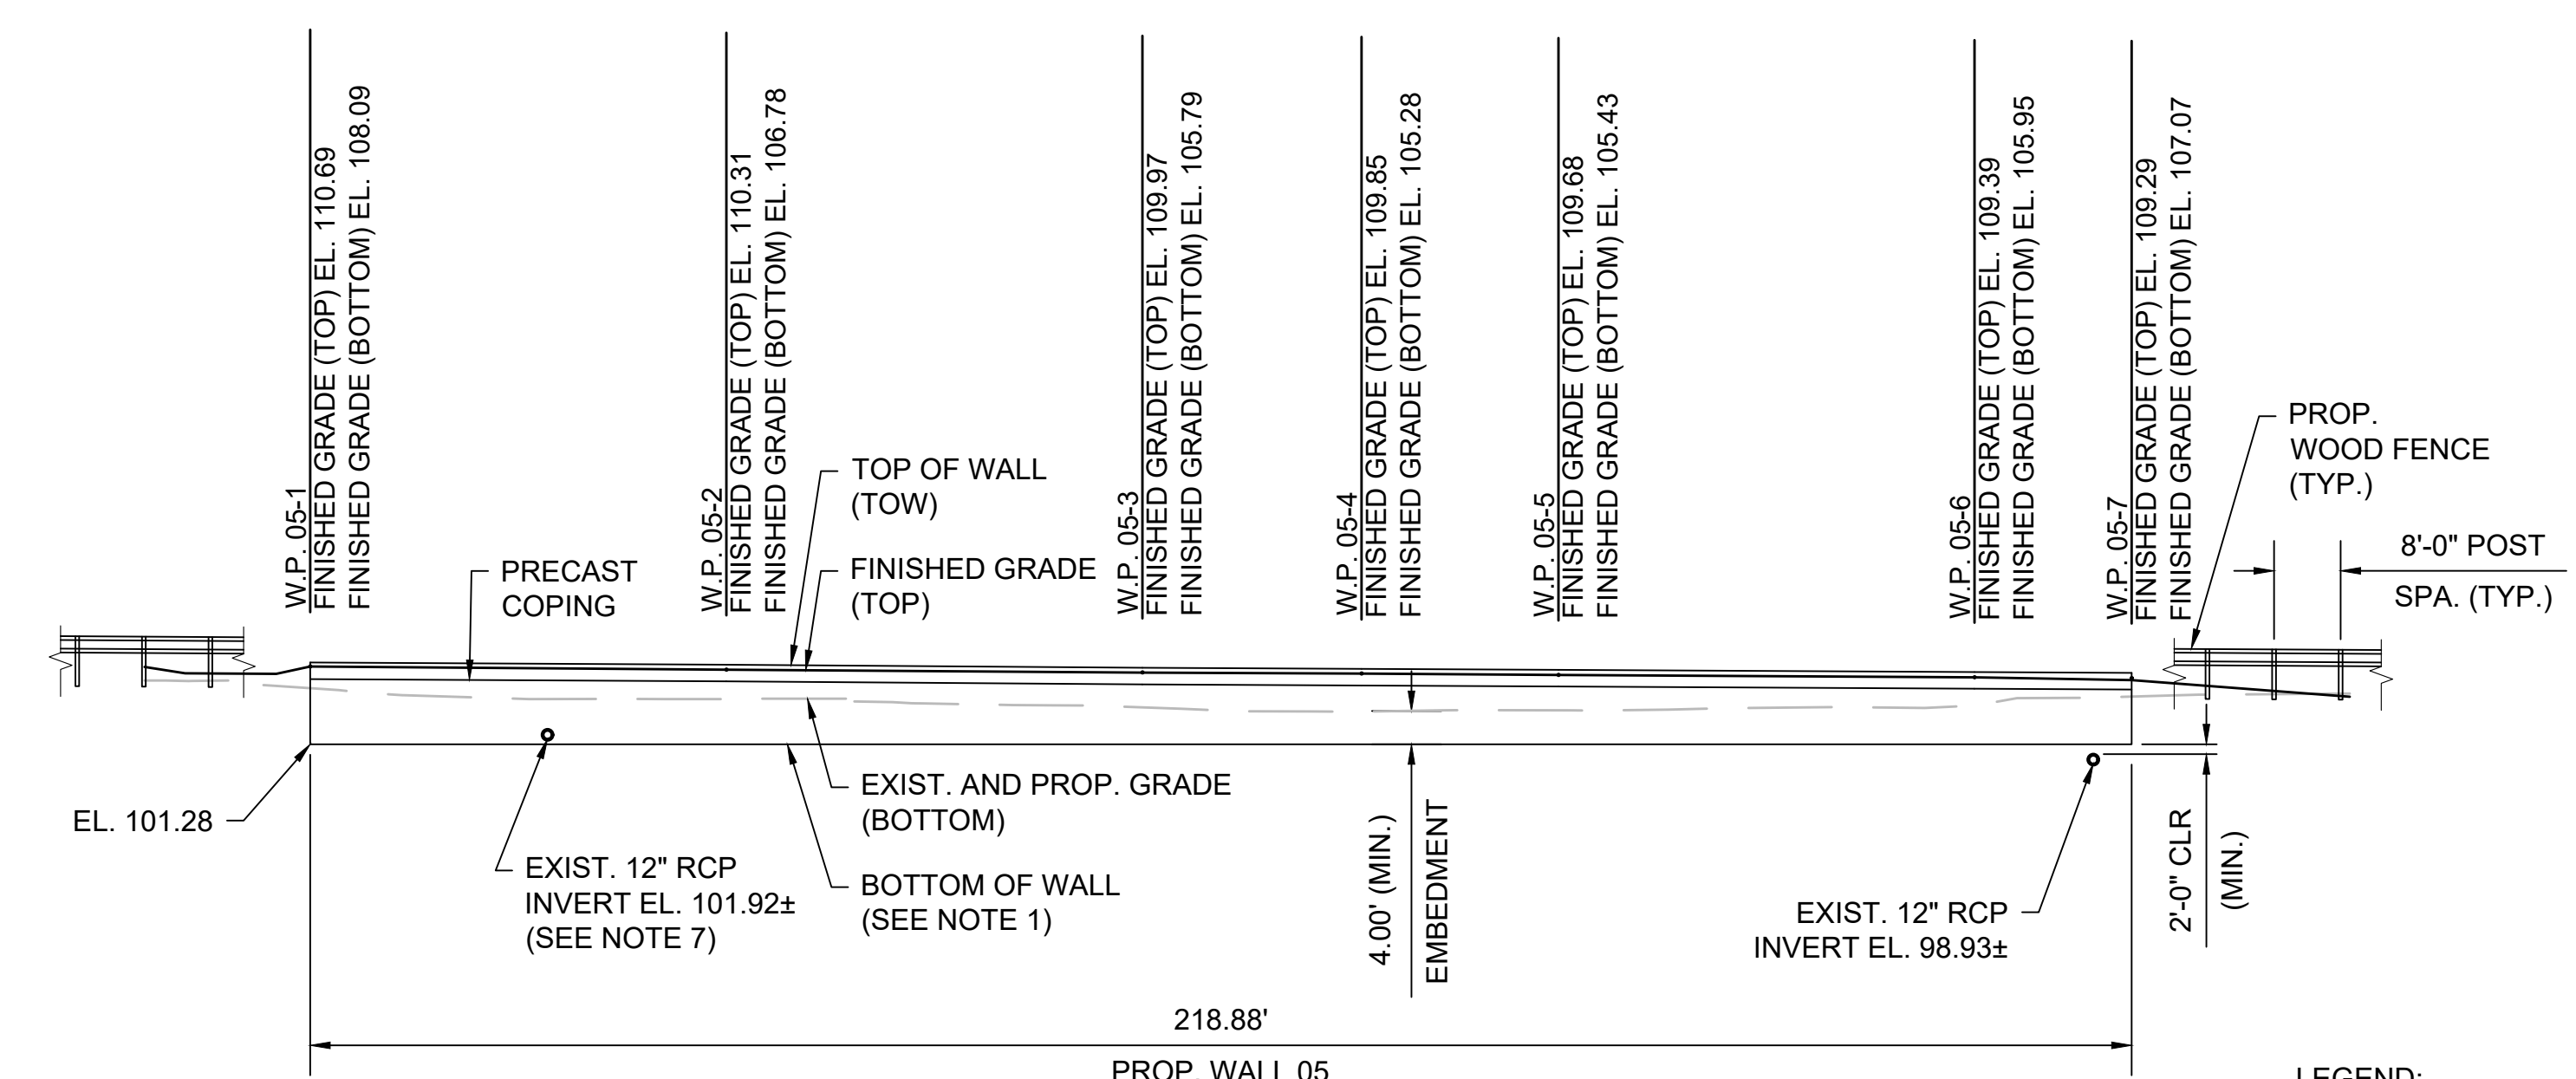 W.P. 05-1
FINISHED GRADE (TOP) EL. 110.69
FINISHED GRADE (BOTTOM) EL. 108.09
W.P. 05-2
FINISHED GRADE (TOP) EL. 110.31
FINISHED GRADE (BOTTOM) EL. 106.78
W.P. 05-3
FINISHED GRADE (TOP) EL. 109.97
FINISHED GRADE (BOTTOM) EL. 105.79
W.P. 05-4
FINISHED GRADE (TOP) EL. 109.85
FINISHED GRADE (BOTTOM) EL. 105.28
W.P. 05-5
FINISHED GRADE (TOP) EL. 109.68
FINISHED GRADE (BOTTOM) EL. 105.43
W.P. 05-6
FINISHED GRADE (TOP) EL. 109.39
FINISHED GRADE (BOTTOM) EL. 105.95
W.P. 05-7
FINISHED GRADE (TOP) EL. 109.29
FINISHED GRADE (BOTTOM) EL. 107.07
PROP.
WOOD FENCE
(TYP.)
8'-0" POST
SPA. (TYP.)
TOP OF WALL
(TOW)
FINISHED GRADE
(TOP)
PRECAST
COPING
EL. 101.28
EXIST. 12" RCP
INVERT EL. 101.92±
(SEE NOTE 7)
EXIST. AND PROP. GRADE
(BOTTOM)
BOTTOM OF WALL
(SEE NOTE 1)
4.00' (MIN.)
EMBEDMENT
EXIST. 12" RCP
INVERT EL. 98.93±
2'-0" CLR
(MIN.)
218.88'
PROP. WALL 05
LEGEND: